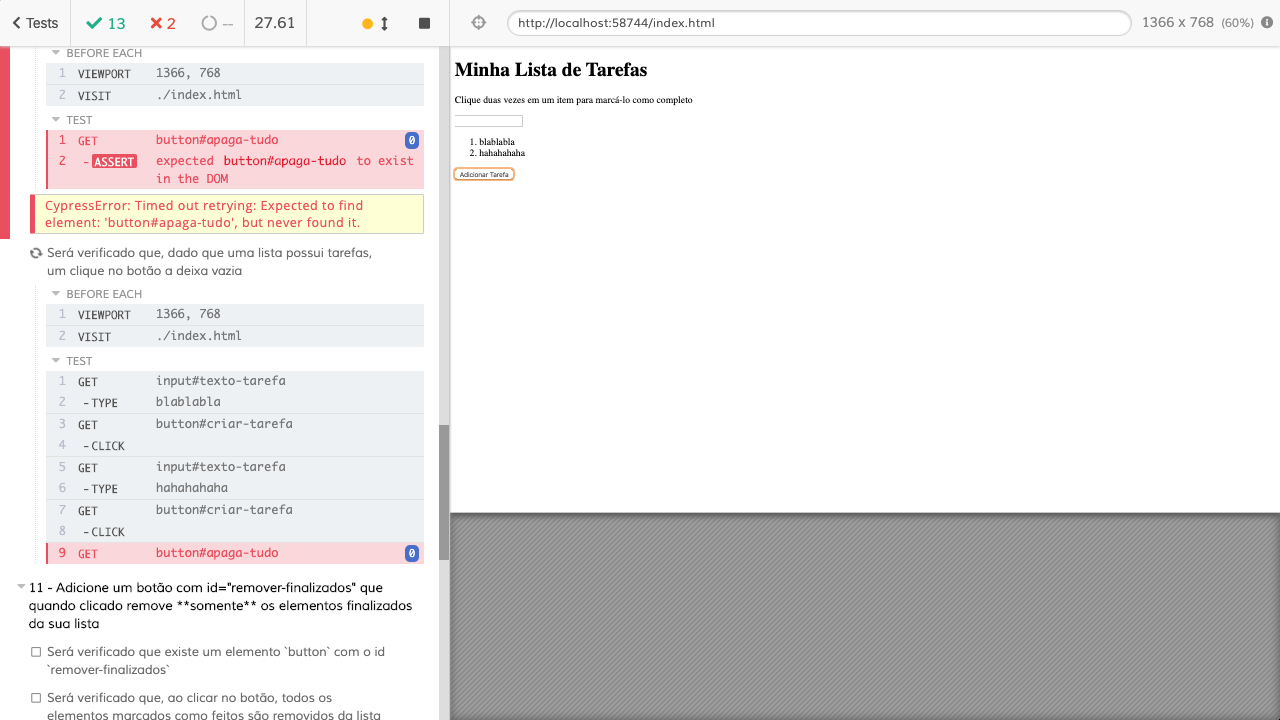 Tests
13
2
--
27.61
http://localhost:58744/index.html
1366 x 768 (60%)
BEFORE EACH
1 VIEWPORT 1366, 768
2 VISIT ./index.html
TEST
1 GET button#apaga-tudo 0
2 -ASSERT expected button#apaga-tudo to exist
in the DOM
CypressError: Timed out retrying: Expected to find
element: 'button#apaga-tudo', but never found it.
Será verificado que, dado que uma lista possui tarefas,
um clique no botão a deixa vazia
BEFORE EACH
1 VIEWPORT 1366, 768
2 VISIT ./index.html
TEST
1 GET input#texto-tarefa
2 -TYPE blablabla
3 GET button#criar-tarefa
4 -CLICK
5 GET input#texto-tarefa
6 -TYPE hahahahaha
7 GET button#criar-tarefa
8 -CLICK
9 GET button#apaga-tudo 0
11 - Adicione um botão com id="remover-finalizados" que
quando clicado remove **somente** os elementos finalizados
da sua lista
Será verificado que existe um elemento `button` com o id
`remover-finalizados`
Será verificado que, ao clicar no botão, todos os
elementos marcados como feitos são removidos da lista
Minha Lista de Tarefas
Clique duas vezes em um item para marcá-lo como completo
1. blablabla
2. hahahahaha
Adicionar Tarefa